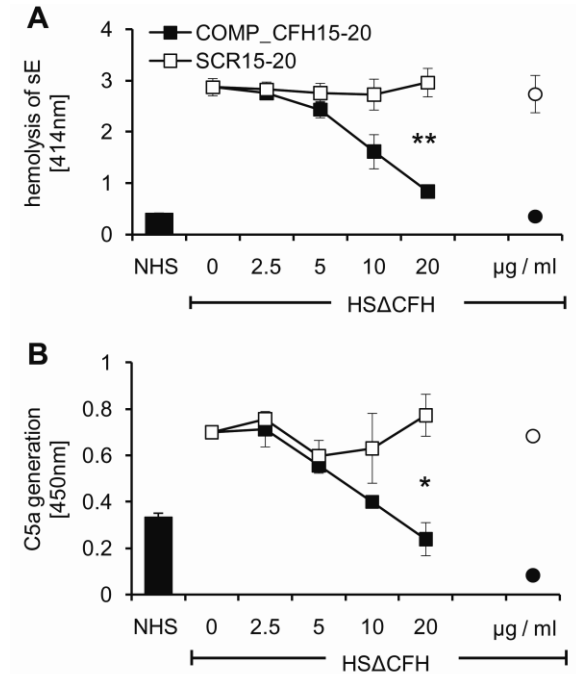 A
COMP_CFH15-20
SCR15-20
hemolysis of sE
[414nm]
4
3
2
1
0
**
NHS 0 2.5 5 10 20 µg / ml
HSΔCFH
B
C5a generation
[450nm]
1
0.8
0.6
0.4
0.2
0
*
NHS 0 2.5 5 10 20 µg / ml
HSΔCFH